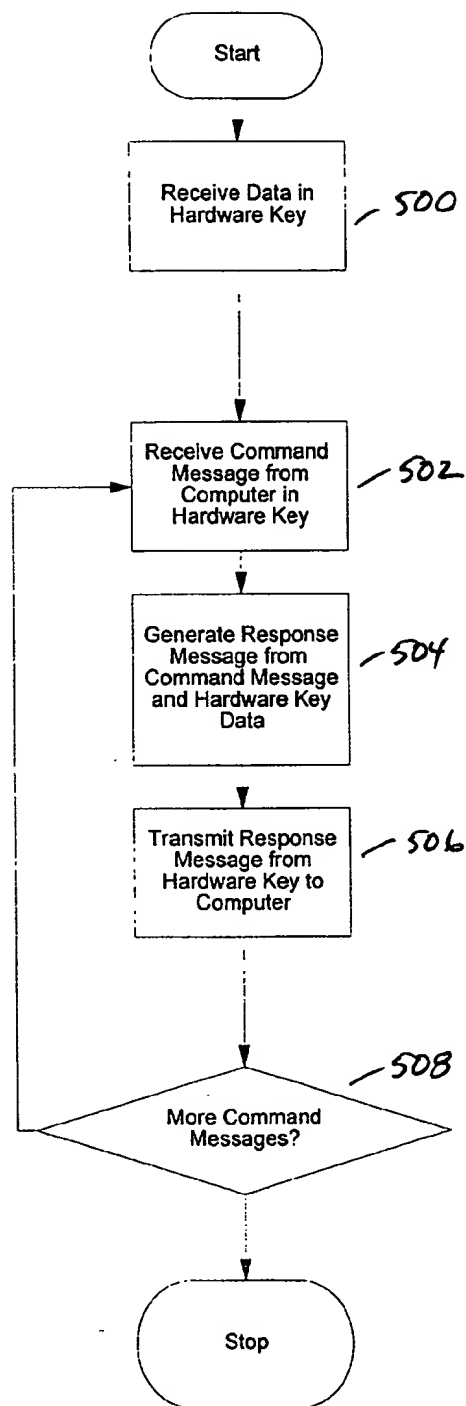 Start
Receive Data in
Hardware Key
500
Receive Command
Message from
Computer in
Hardware Key
502
Generate Response
Message from
Command Message
and Hardware Key
Data
504
Transmit Response
Message from
Hardware Key to
Computer
506
508
More Command
Messages?
Stop